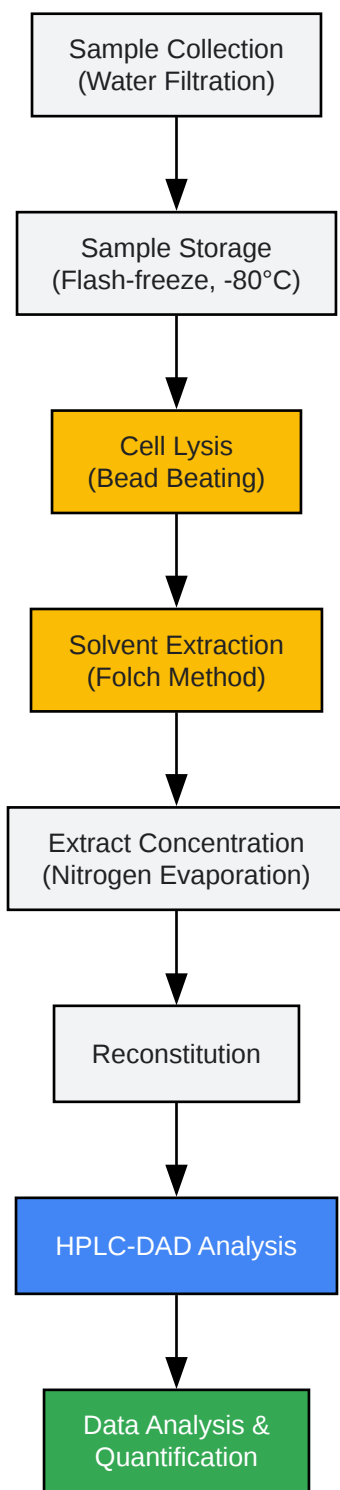 Sample Collection
(Water Filtration)
Sample Storage
(Flash-freeze, -80°C)
Cell Lysis
(Bead Beating)
Solvent Extraction
(Folch Method)
Extract Concentration
(Nitrogen Evaporation)
Reconstitution
HPLC-DAD Analysis
Data Analysis &
Quantification